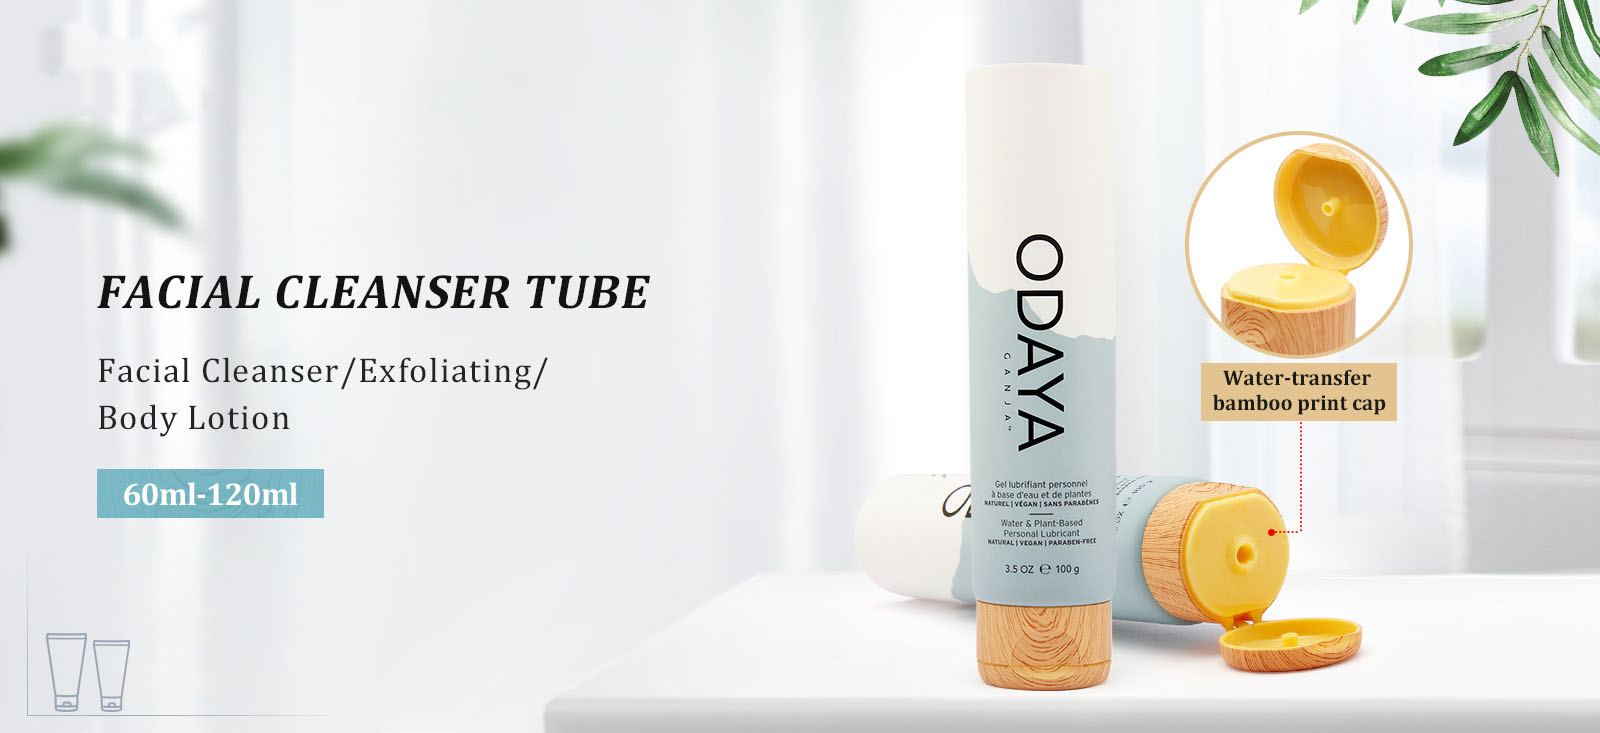 FACIAL CLEANSER TUBE
Facial Cleanser/Exfoliating/
Body Lotion
60ml-120ml
ODAYA
GANJA™
Gel lubrifiant personnel
à base d'eau et de plantes
NATUREL | VÉGAN | SANS PARABÈNES
Water & Plant-Based
Personal Lubricant
NATURAL | VEGAN | PARABEN-FREE
3.5 OZ ℮ 100 g
Water-transfer
bamboo print cap